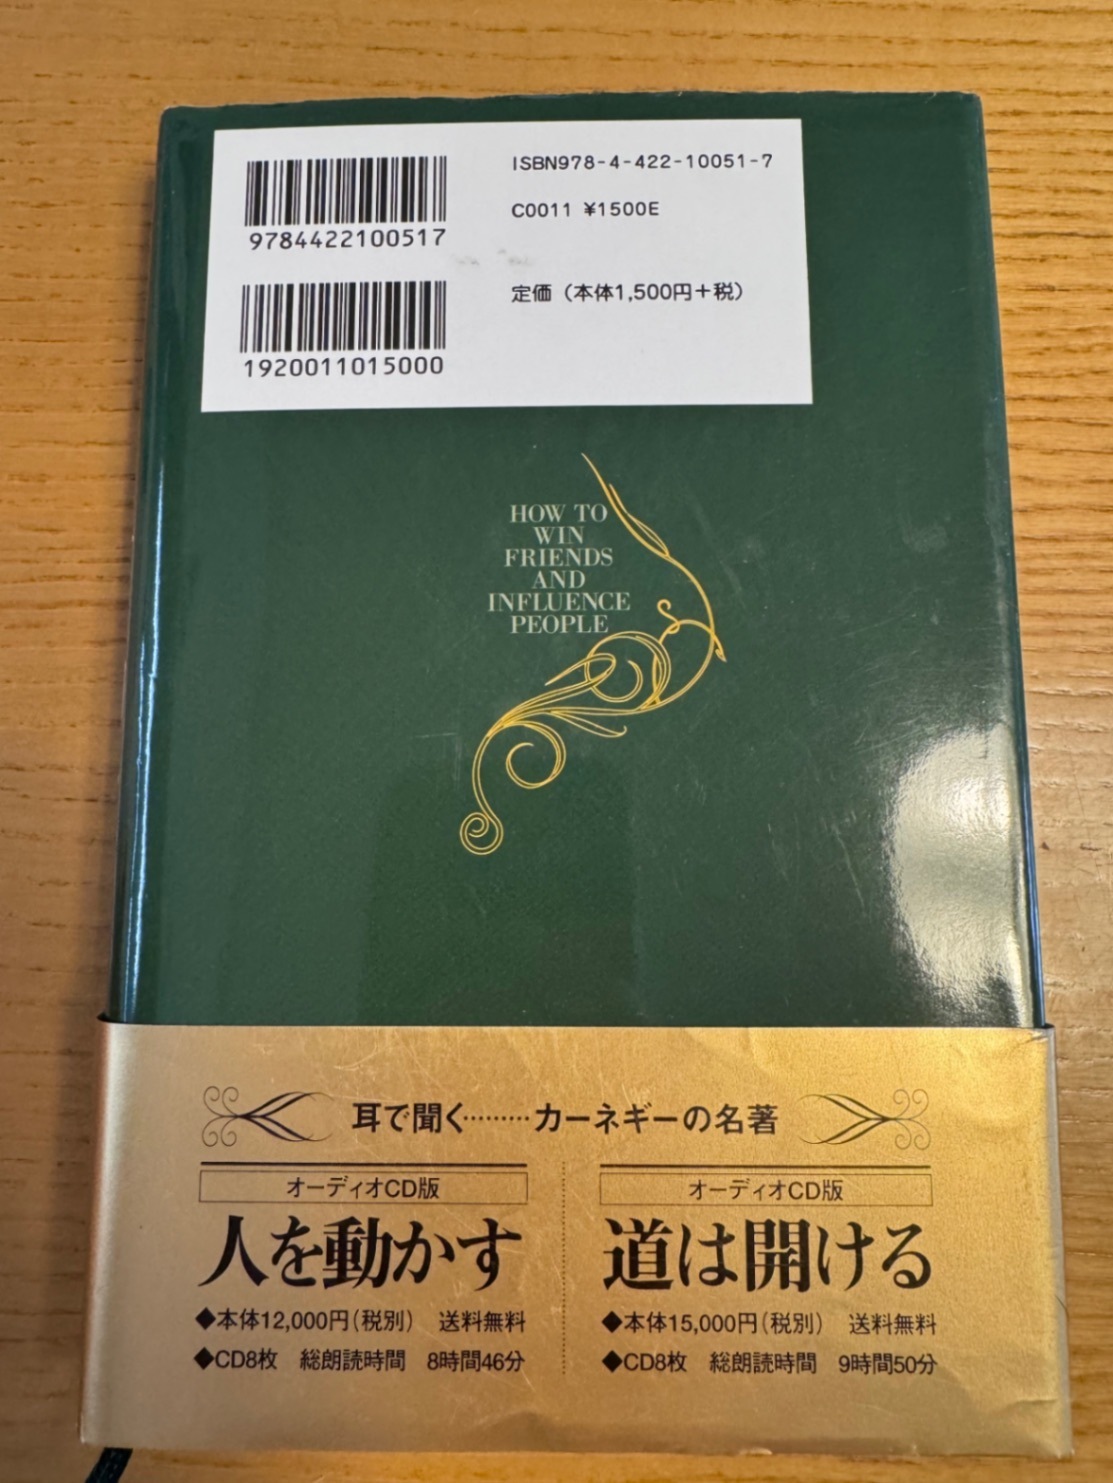 ISBN978-4-422-10051-7
C0011 ¥1500E
9784422100517
定価（本体1,500円＋税）
1920011015000
HOW TO
WIN
FRIENDS
AND
INFLUENCE
PEOPLE
耳で聞く………カーネギーの名著
オーディオCD版
人を動かす
◆本体12,000円（税別） 送料無料
◆CD8枚 総朗読時間 8時間46分
オーディオCD版
道は開ける
◆本体15,000円（税別） 送料無料
◆CD8枚 総朗読時間 9時間50分